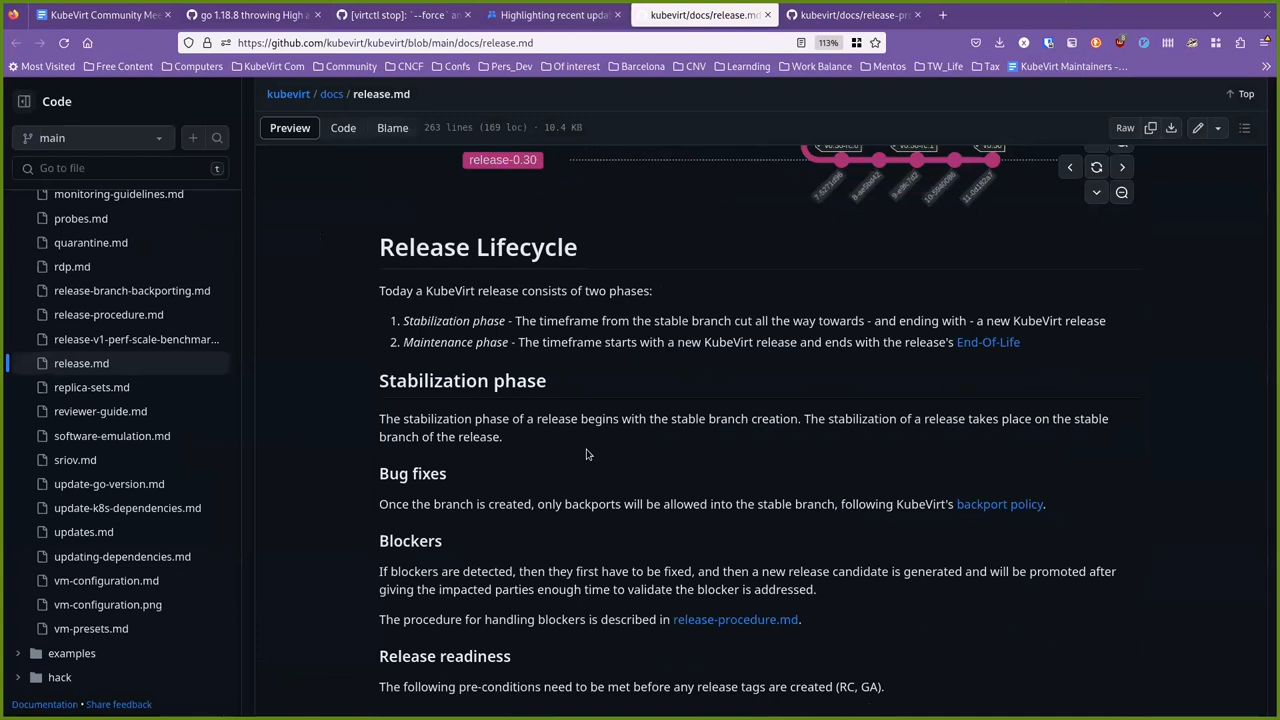 KubeVirt Community Mee
go 1.18.8 throwing High a
[virtctl stop]: `--force` an
Highlighting recent upda
kubevirt/docs/release.md
kubevirt/docs/release-pr
https://github.com/kubevirt/kubevirt/blob/main/docs/release.md
113%
Most Visited
Free Content
Computers
KubeVirt Com
Community
CNCF
Confs
Pers_Dev
Of interest
Barcelona
CNV
Learnding
Work Balance
Mentos
TW_Life
Tax
KubeVirt Maintainers -…
Code
kubevirt / docs / release.md
Top
main
Preview Code Blame 263 lines (169 loc) · 10.4 KB
Raw
Go to file t
monitoring-guidelines.md
probes.md
quarantine.md
rdp.md
release-branch-backporting.md
release-procedure.md
release-v1-perf-scale-benchmar...
release.md
replica-sets.md
reviewer-guide.md
software-emulation.md
sriov.md
update-go-version.md
update-k8s-dependencies.md
updates.md
updating-dependencies.md
vm-configuration.md
vm-configuration.png
vm-presets.md
examples
hack
Documentation • Share feedback
release-0.30
Release Lifecycle
Today a KubeVirt release consists of two phases:
1. Stabilization phase - The timeframe from the stable branch cut all the way towards - and ending with - a new KubeVirt release
2. Maintenance phase - The timeframe starts with a new KubeVirt release and ends with the release's End-Of-Life
Stabilization phase
The stabilization phase of a release begins with the stable branch creation. The stabilization of a release takes place on the stable
branch of the release.
Bug fixes
Once the branch is created, only backports will be allowed into the stable branch, following KubeVirt's backport policy.
Blockers
If blockers are detected, then they first have to be fixed, and then a new release candidate is generated and will be promoted after
giving the impacted parties enough time to validate the blocker is addressed.
The procedure for handling blockers is described in release-procedure.md.
Release readiness
The following pre-conditions need to be met before any release tags are created (RC, GA).